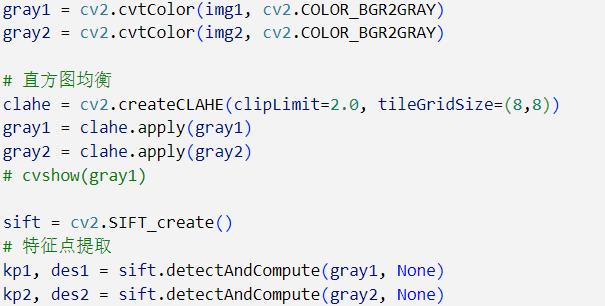 gray1 = cv2.cvtColor(img1, cv2.COLOR_BGR2GRAY)
gray2 = cv2.cvtColor(img2, cv2.COLOR_BGR2GRAY)
# 直方图均衡
clahe = cv2.createCLAHE(clipLimit=2.0, tileGridSize=(8,8))
gray1 = clahe.apply(gray1)
gray2 = clahe.apply(gray2)
# cvshow(gray1)
sift = cv2.SIFT_create()
# 特征点提取
kp1, des1 = sift.detectAndCompute(gray1, None)
kp2, des2 = sift.detectAndCompute(gray2, None)